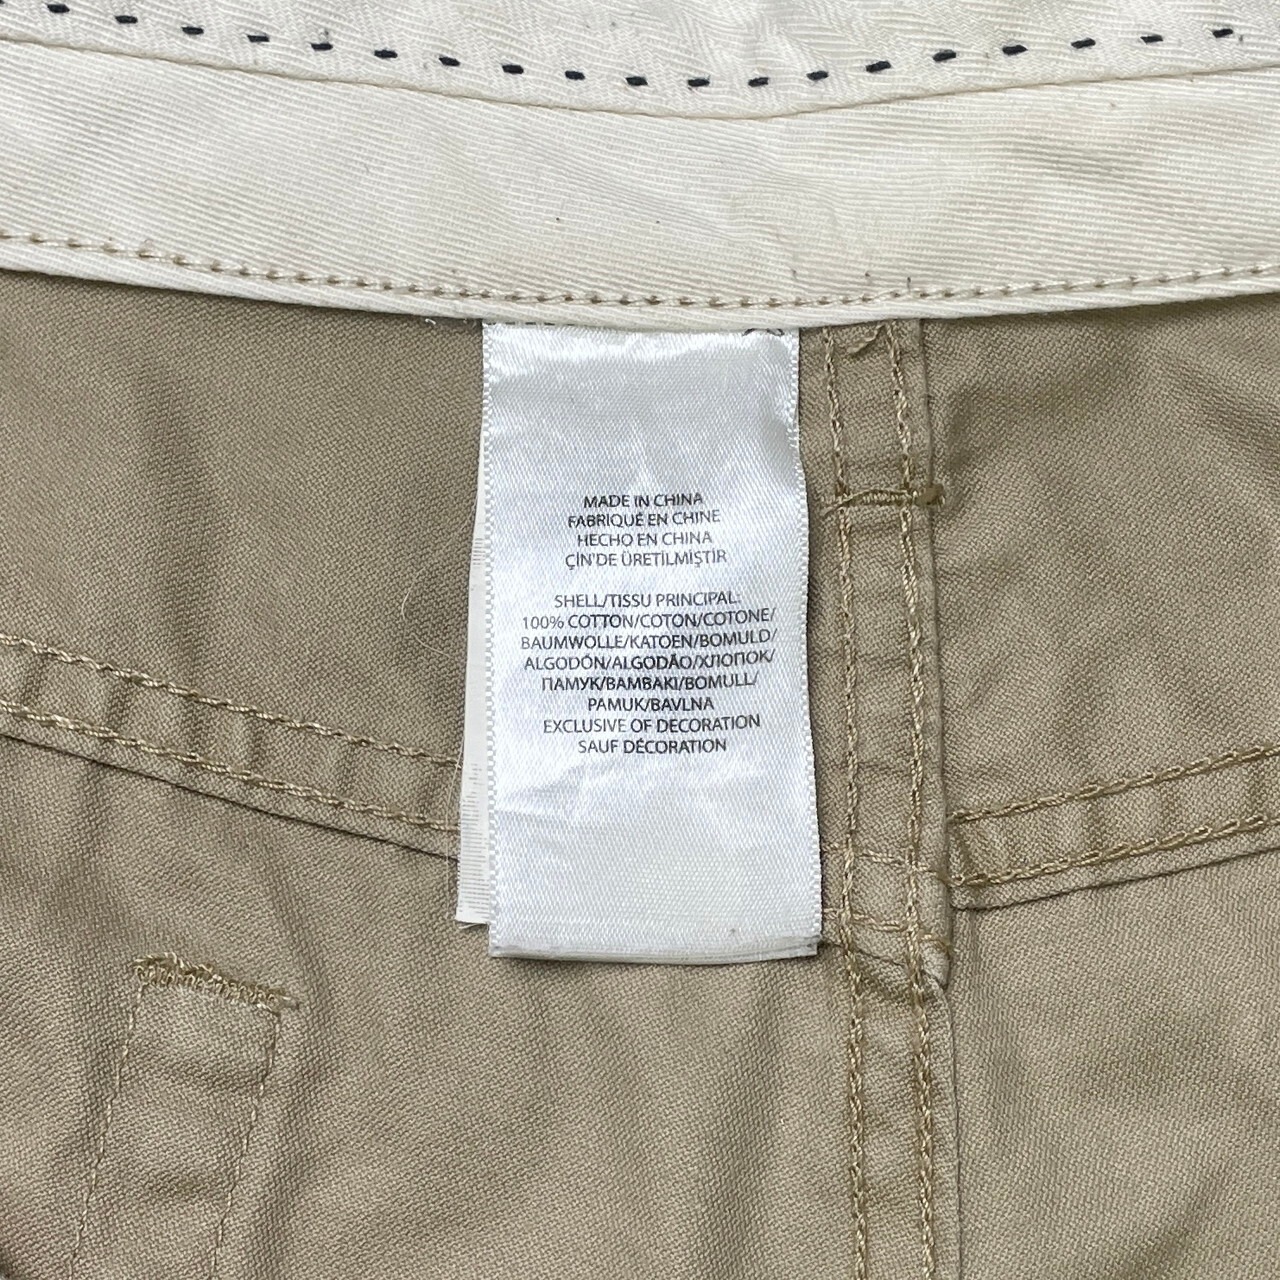 MADE IN CHINA
FABRIQUÉ EN CHINE
HECHO EN CHINA
ÇİN'DE ÜRETİLMİŞTİR
SHELL/TISSU PRINCIPAL:
100% COTTON/COTON/COTONE/
BAUMWOLLE/KATOEN/BOMULD/
ALGODÓN/ALGODÃO/ХЛОПОК/
ПАМУК/BAMBAKI/BOMULL/
PAMUK/BAVLNA
EXCLUSIVE OF DECORATION
SAUF DÉCORATION